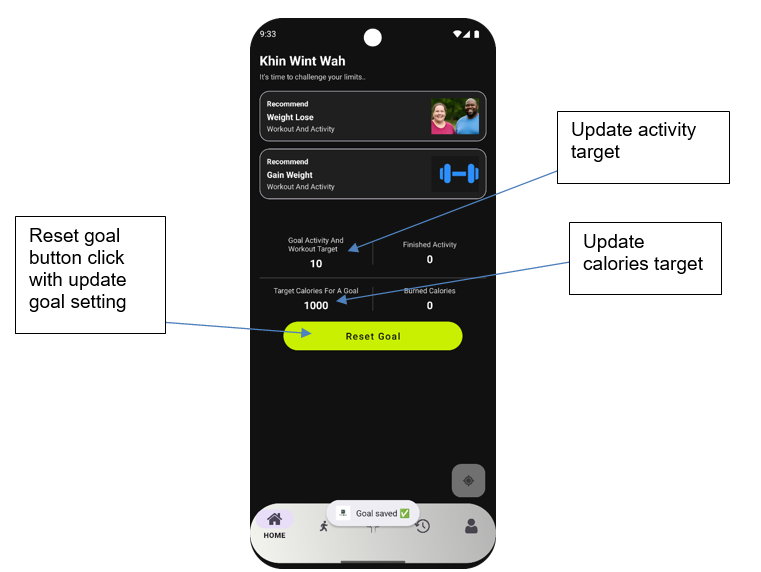 9:33
Khin Wint Wah
It's time to challenge your limits..
Recommend
Weight Lose
Workout And Activity
Recommend
Gain Weight
Workout And Activity
Goal Activity And
Workout Target
10
Finished Activity
0
Target Calories For A Goal
1000
Burned Calories
0
Reset Goal
Goal saved ✅
HOME
Update activity
target
Update
calories target
Reset goal
button click
with update
goal setting